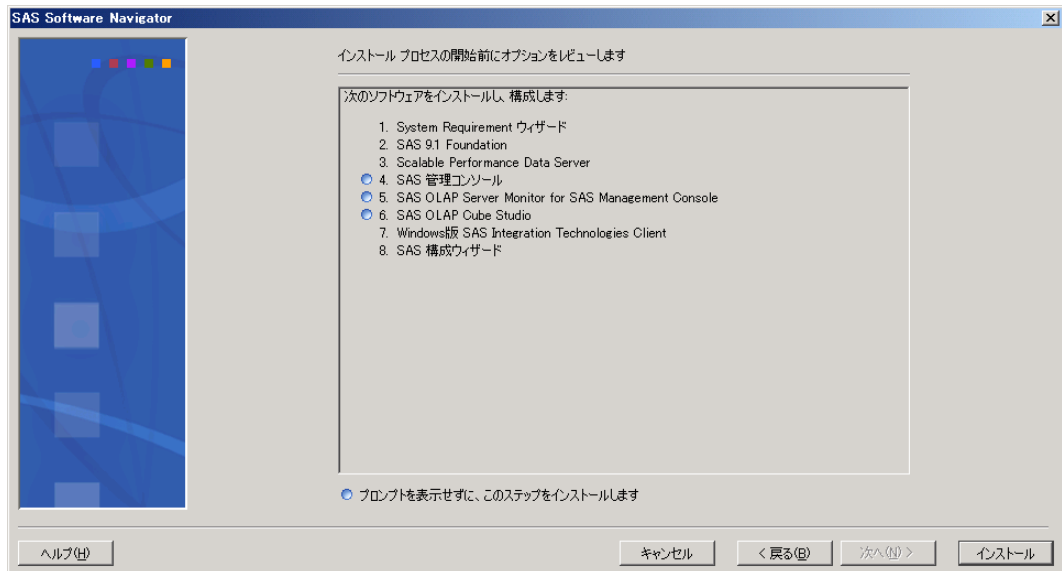 SAS Software Navigator
インストール プロセスの開始前にオプションをレビューします
次のソフトウェアをインストールし、構成します:
1. System Requirement ウィザード
2. SAS 9.1 Foundation
3. Scalable Performance Data Server
4. SAS 管理コンソール
5. SAS OLAP Server Monitor for SAS Management Console
6. SAS OLAP Cube Studio
7. Windows版 SAS Integration Technologies Client
8. SAS 構成ウィザード
プロンプトを表示せずに、このステップをインストールします
ヘルプ(H) キャンセル < 戻る(B) 次へ(N) > インストール